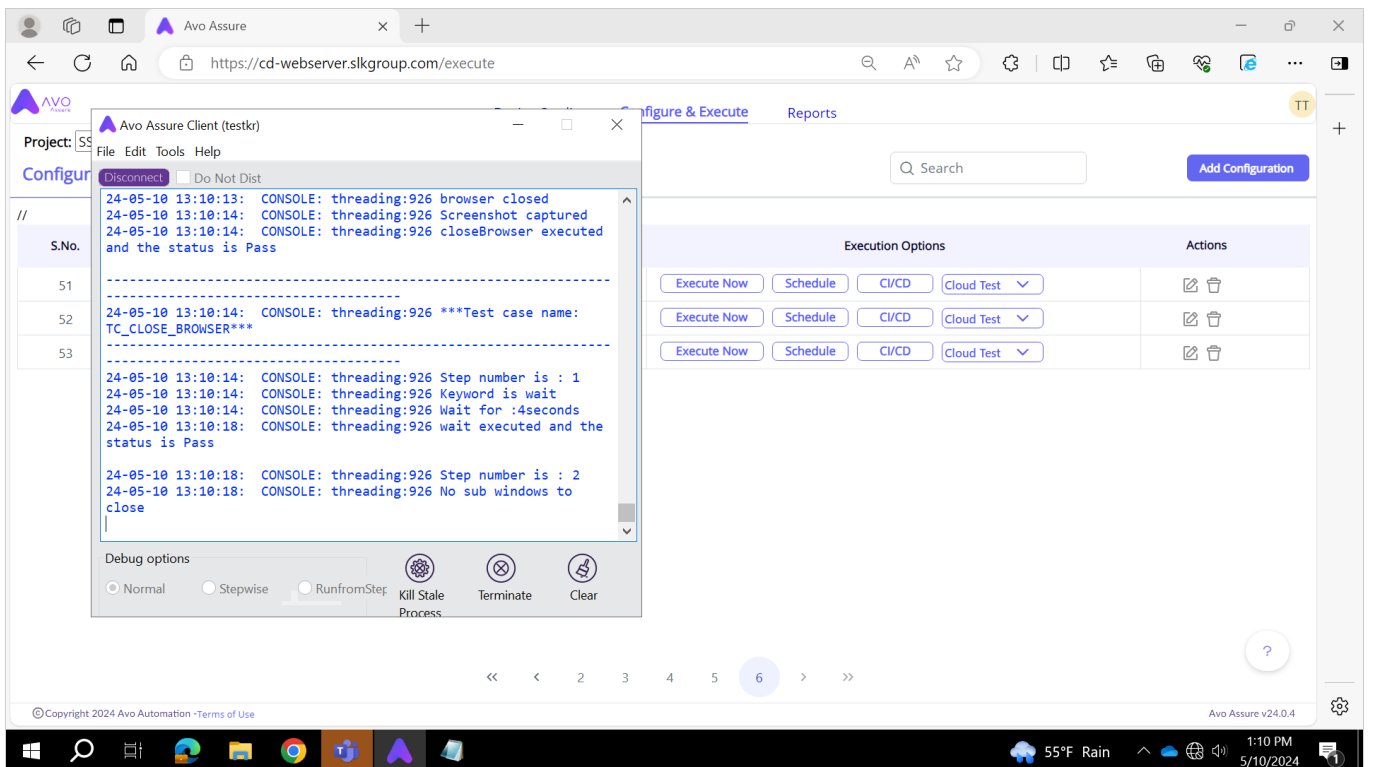 Avo Assure
https://cd-webserver.slkgroup.com/execute
AVO
Assure
Configure & Execute
Reports
TT
Project:
Avo Assure Client (testkr)
File Edit Tools Help
Disconnect
Do Not Dist
Search
Add Configuration
//
24-05-10 13:10:13: CONSOLE: threading:926 browser closed
24-05-10 13:10:14: CONSOLE: threading:926 Screenshot captured
24-05-10 13:10:14: CONSOLE: threading:926 closeBrowser executed
and the status is Pass
--------------------------------------------------------------
------------------------------------
24-05-10 13:10:14: CONSOLE: threading:926 ***Test case name:
TC_CLOSE_BROWSER***
--------------------------------------------------------------
------------------------------------
24-05-10 13:10:14: CONSOLE: threading:926 Step number is : 1
24-05-10 13:10:14: CONSOLE: threading:926 Keyword is wait
24-05-10 13:10:14: CONSOLE: threading:926 Wait for :4seconds
24-05-10 13:10:18: CONSOLE: threading:926 wait executed and the
status is Pass
24-05-10 13:10:18: CONSOLE: threading:926 Step number is : 2
24-05-10 13:10:18: CONSOLE: threading:926 No sub windows to
close
Debug options
Normal Stepwise RunfromStep
Kill Stale
Process
Terminate
Clear
S.No. Execution Options Actions
51 Execute Now Schedule CI/CD Cloud Test
52 Execute Now Schedule CI/CD Cloud Test
53 Execute Now Schedule CI/CD Cloud Test
?
<< < 2 3 4 5 6 > >>
©Copyright 2024 Avo Automation -Terms of Use
Avo Assure v24.0.4
55°F Rain
1:10 PM
5/10/2024
1